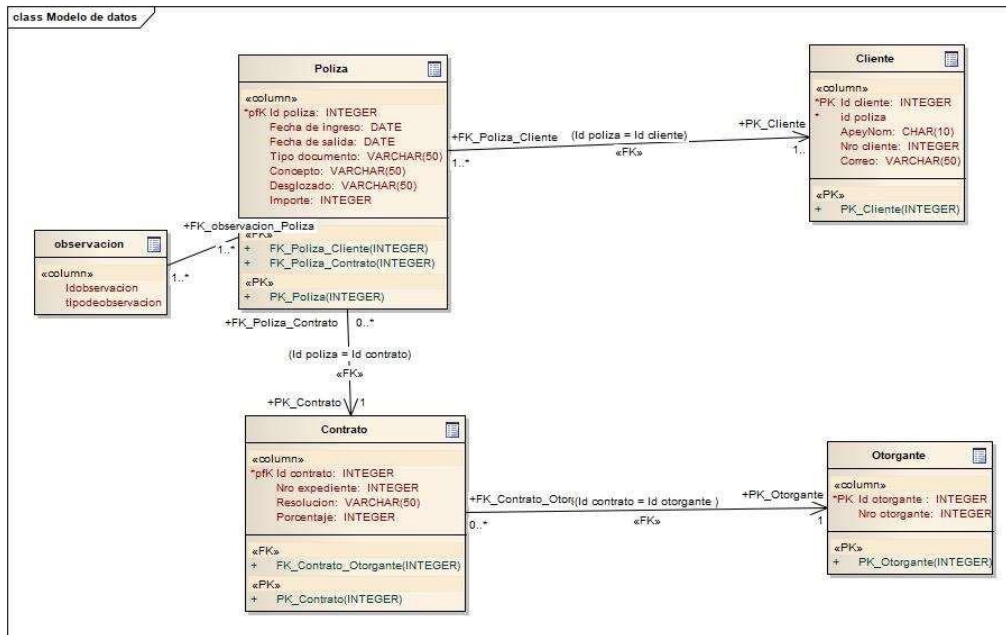 class Modelo de datos
Poliza
«column»
*pfK Id poliza: INTEGER
Fecha de ingreso: DATE
Fecha de salida: DATE
Tipo documento: VARCHAR(50)
Concepto: VARCHAR(50)
Desglozado: VARCHAR(50)
Importe: INTEGER
«FK»
+ FK_Poliza_Cliente(INTEGER)
+ FK_Poliza_Contrato(INTEGER)
«PK»
+ PK_Poliza(INTEGER)
+FK_Poliza_Cliente
(Id poliza = Id cliente)
+PK_Cliente
1..*
«FK»
1..
Cliente
«column»
*PK Id cliente: INTEGER
* id poliza
ApeyNom: CHAR(10)
Nro cliente: INTEGER
Correo: VARCHAR(50)
«PK»
+ PK_Cliente(INTEGER)
+FK_observacion_Poliza
1..*
1..*
observacion
«column»
Idobservacion
tipodeobservacion
+FK_Poliza_Contrato
0..*
(Id poliza = Id contrato)
«FK»
+PK_Contrato
1
Contrato
«column»
*pfK Id contrato: INTEGER
Nro expediente: INTEGER
Resolucion: VARCHAR(50)
Porcentaje: INTEGER
«FK»
+ FK_Contrato_Otorgante(INTEGER)
«PK»
+ PK_Contrato(INTEGER)
+FK_Contrato_Otorg
(Id contrato = Id otorgante )
+PK_Otorgante
0..*
«FK»
1
Otorgante
«column»
*PK Id otorgante : INTEGER
Nro otorgante: INTEGER
«PK»
+ PK_Otorgante(INTEGER)